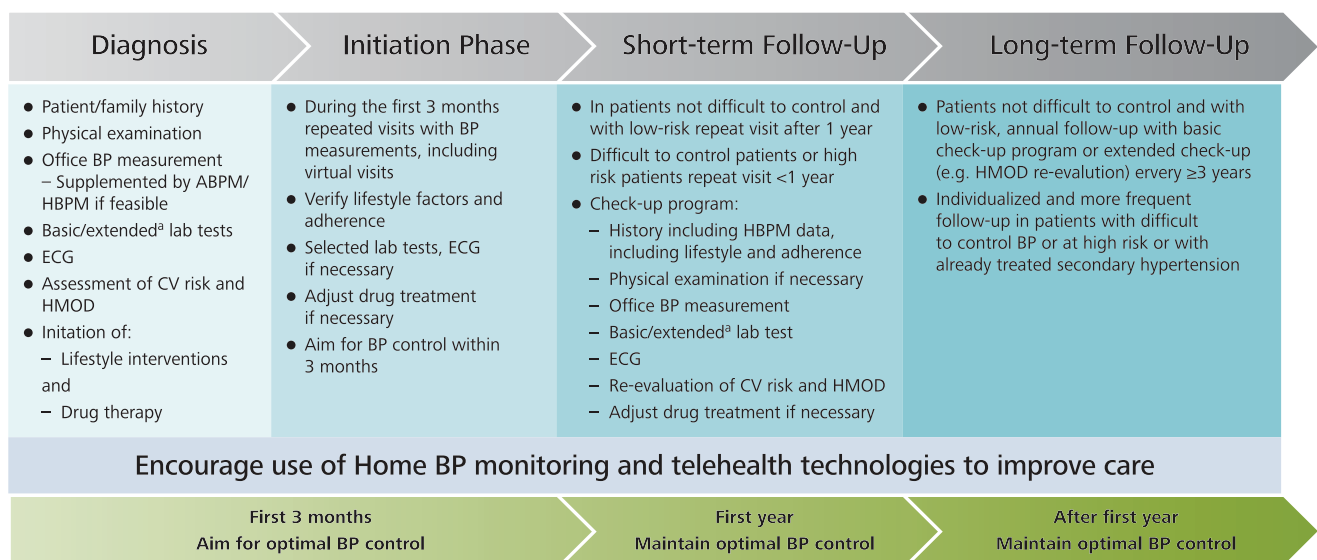 Diagnosis
Initiation Phase
Short-term Follow-Up
Long-term Follow-Up
● Patient/family history
● Physical examination
● Office BP measurement
– Supplemented by ABPM/
HBPM if feasible
● Basic/extendedᵃ lab tests
● ECG
● Assessment of CV risk and
HMOD
● Initation of:
– Lifestyle interventions
and
– Drug therapy
● During the first 3 months
repeated visits with BP
measurements, including
virtual visits
● Verify lifestyle factors and
adherence
● Selected lab tests, ECG
if necessary
● Adjust drug treatment
if necessary
● Aim for BP control within
3 months
● In patients not difficult to control and
with low-risk repeat visit after 1 year
● Difficult to control patients or high
risk patients repeat visit <1 year
● Check-up program:
– History including HBPM data,
including lifestyle and adherence
– Physical examination if necessary
– Office BP measurement
– Basic/extendedᵃ lab test
– ECG
– Re-evaluation of CV risk and HMOD
– Adjust drug treatment if necessary
● Patients not difficult to control and with
low-risk, annual follow-up with basic
check-up program or extended check-up
(e.g. HMOD re-evalution) ervery ≥3 years
● Individualized and more frequent
follow-up in patients with difficult
to control BP or at high risk or with
already treated secondary hypertension
Encourage use of Home BP monitoring and telehealth technologies to improve care
First 3 months
Aim for optimal BP control
First year
Maintain optimal BP control
After first year
Maintain optimal BP control